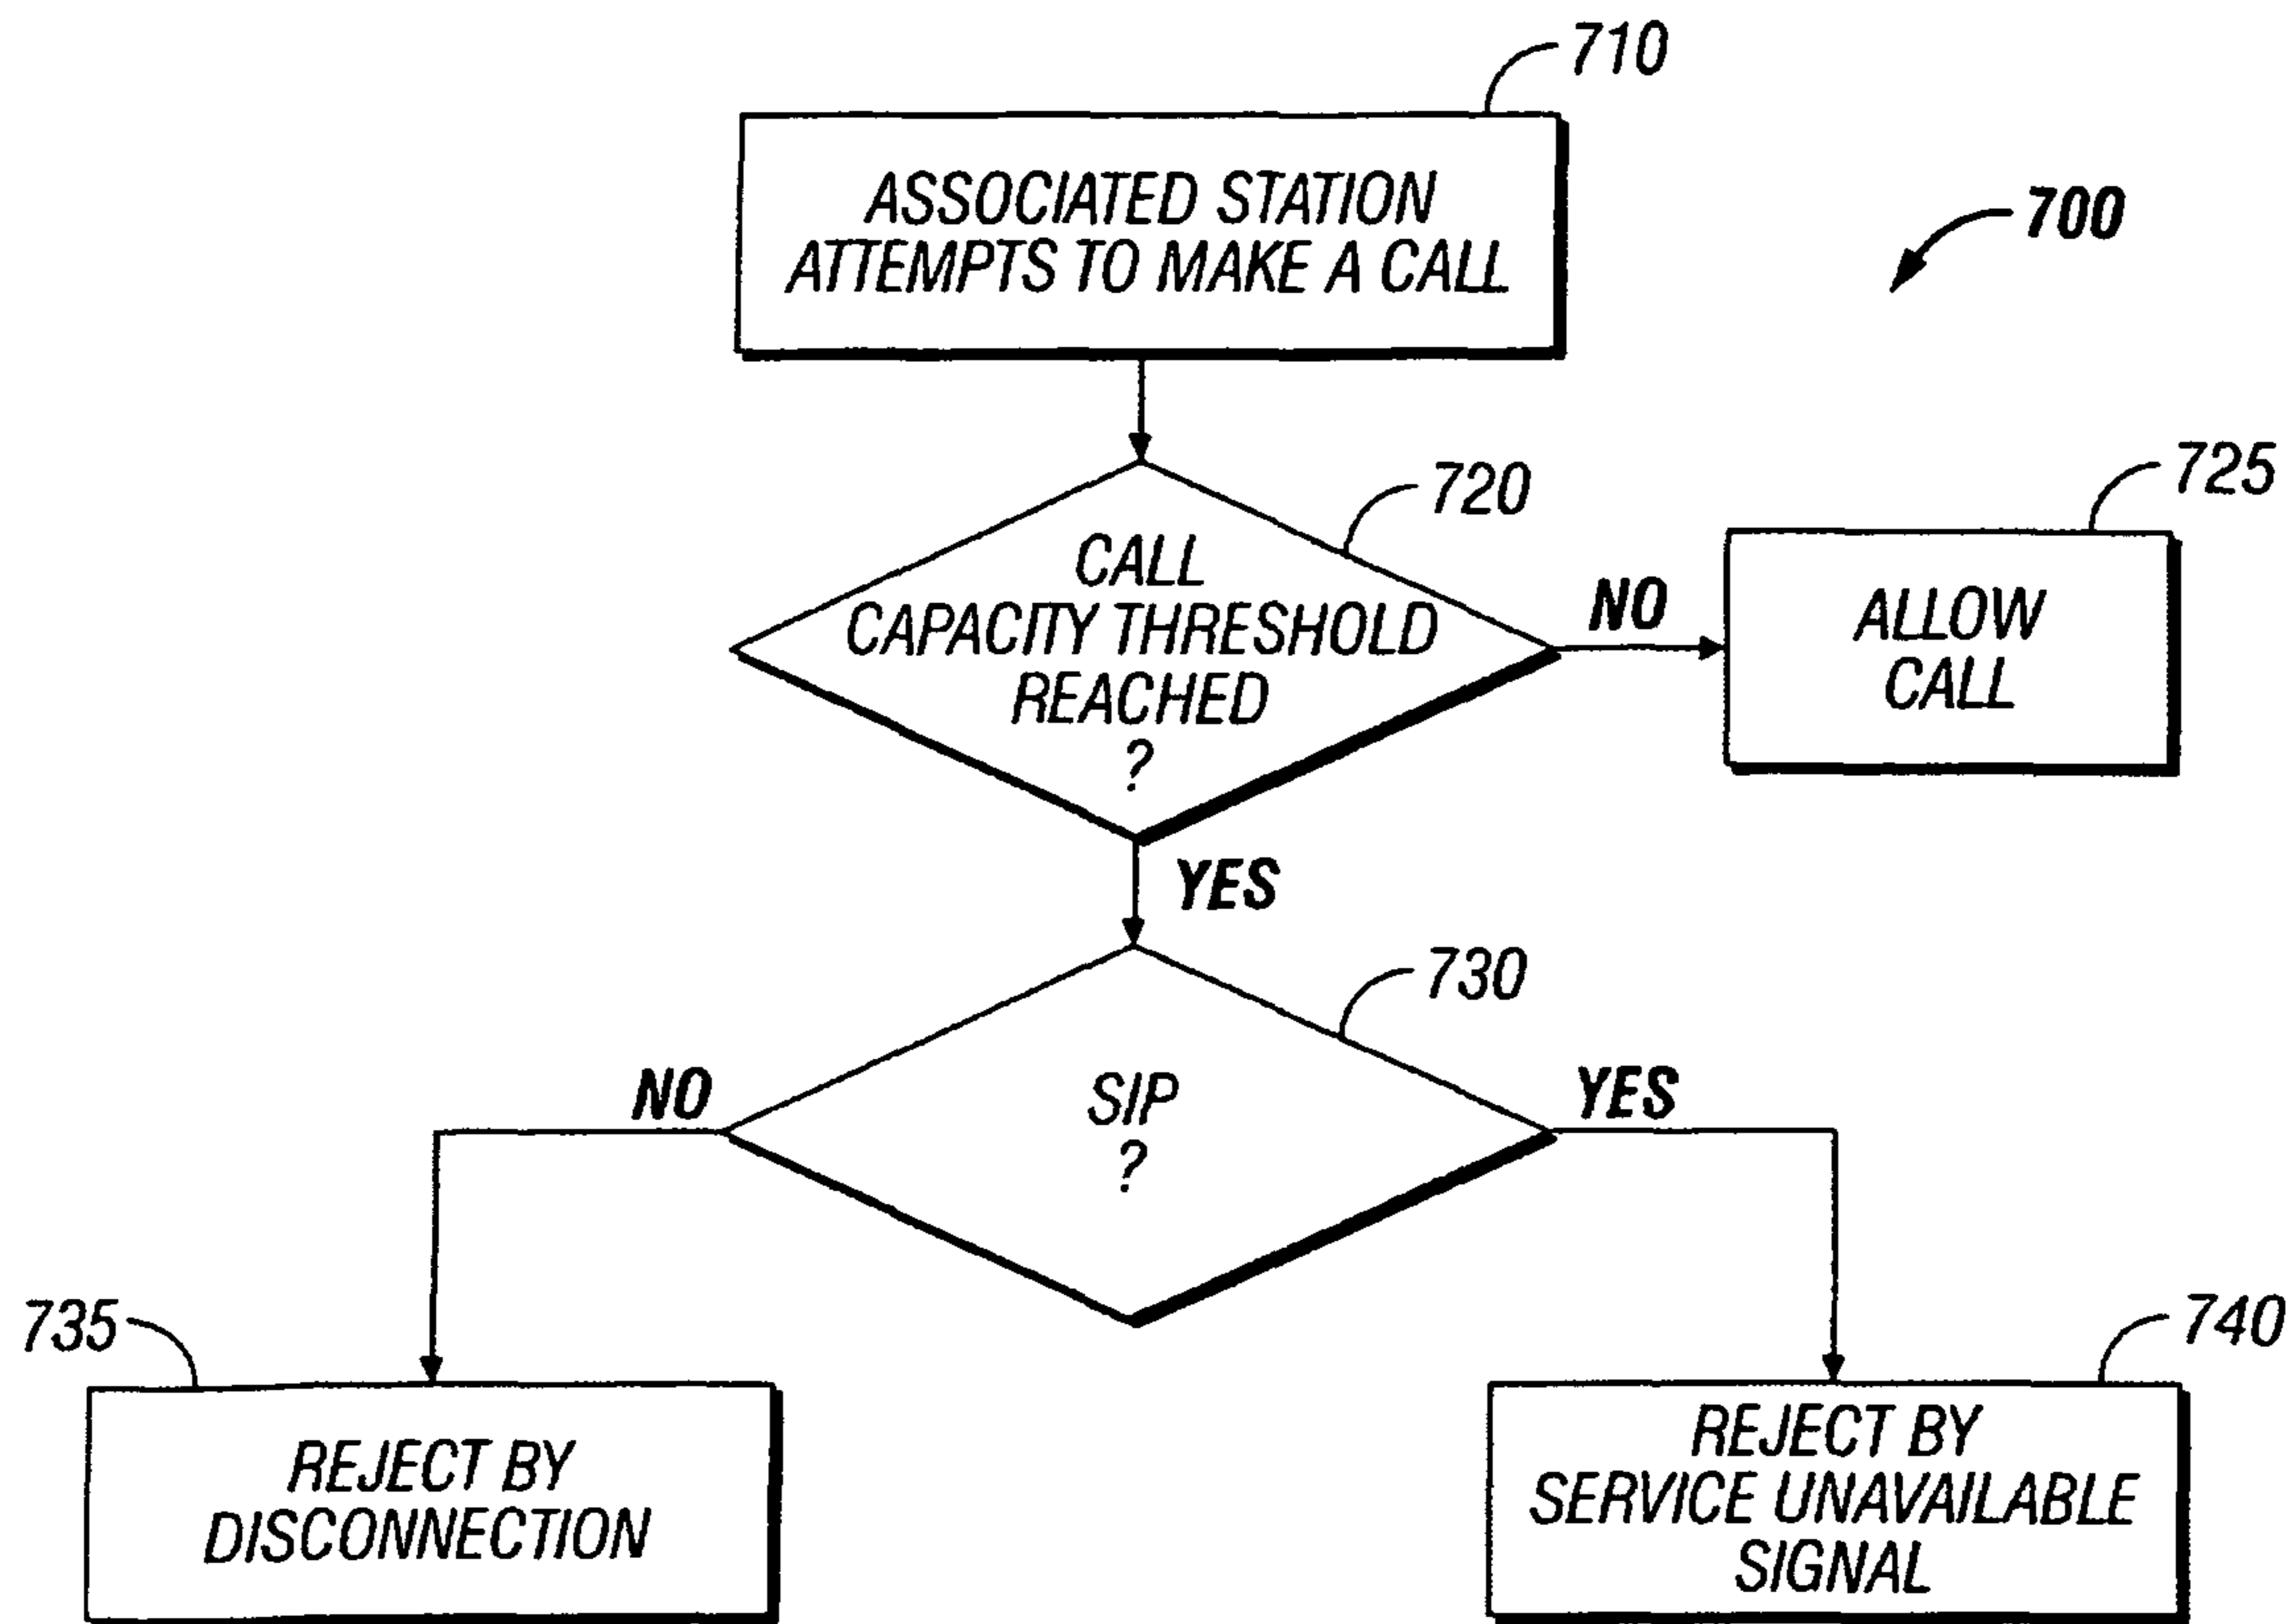 710
ASSOCIATED STATION
ATTEMPTS TO MAKE A CALL
700
720
725
CALL
CAPACITY THRESHOLD
REACHED
?
NO
ALLOW
CALL
YES
730
SIP
?
NO
YES
735
740
REJECT BY
DISCONNECTION
REJECT BY
SERVICE UNAVAILABLE
SIGNAL